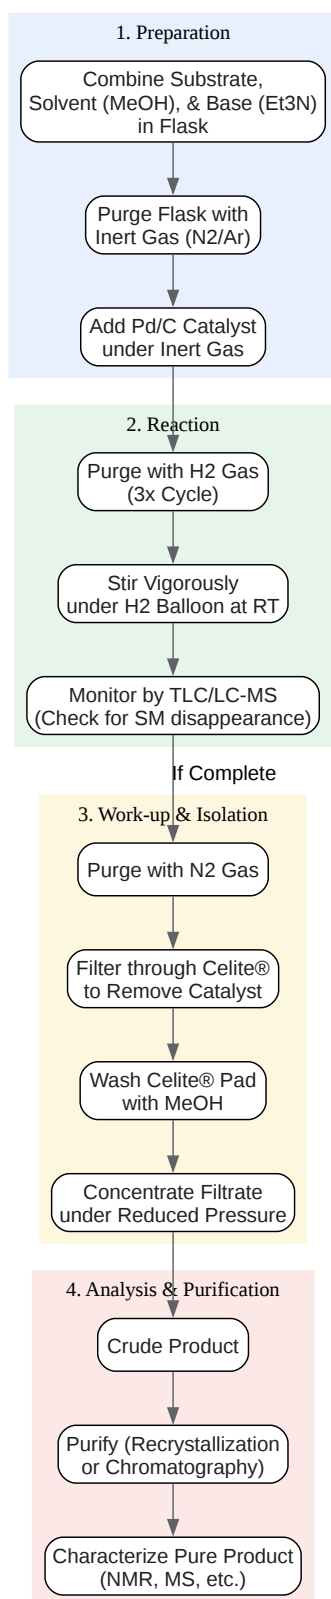 1. Preparation
Combine Substrate,
Solvent (MeOH), & Base (Et3N)
in Flask
Purge Flask with
Inert Gas (N2/Ar)
Add Pd/C Catalyst
under Inert Gas
2. Reaction
Purge with H2 Gas
(3x Cycle)
Stir Vigorously
under H2 Balloon at RT
Monitor by TLC/LC-MS
(Check for SM disappearance)
If Complete
3. Work-up & Isolation
Purge with N2 Gas
Filter through Celite®
to Remove Catalyst
Wash Celite® Pad
with MeOH
Concentrate Filtrate
under Reduced Pressure
4. Analysis & Purification
Crude Product
Purify (Recrystallization
or Chromatography)
Characterize Pure Product
(NMR, MS, etc.)